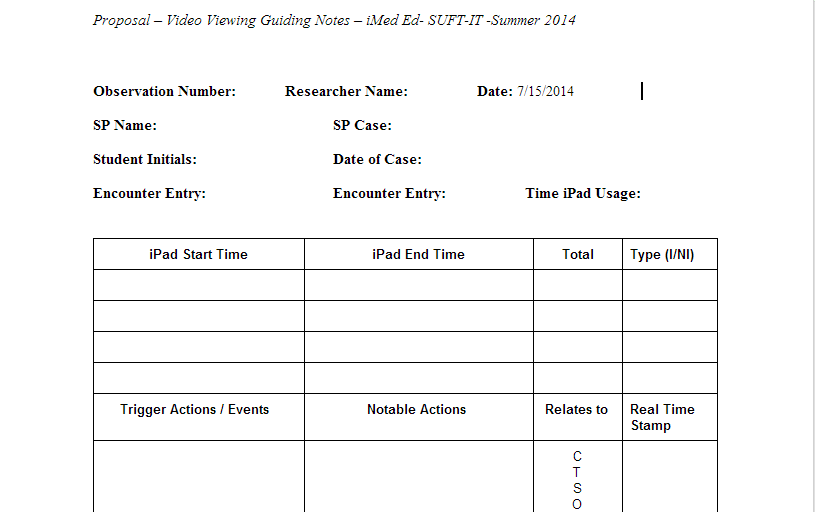 Proposal – Video Viewing Guiding Notes – iMed Ed- SUFT-IT -Summer 2014
Observation Number: Researcher Name: Date: 7/15/2014
SP Name: SP Case:
Student Initials: Date of Case:
Encounter Entry: Encounter Entry: Time iPad Usage:
iPad Start Time iPad End Time Total Type (I/NI)
Trigger Actions / Events Notable Actions Relates to Real Time
Stamp
C
T
S
O